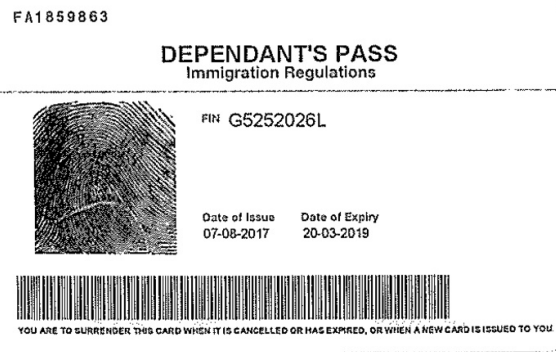 FA1859863
DEPENDANT'S PASS
Immigration Regulations
FIN G5252026L
Date of Issue Date of Expiry
07-08-2017 20-03-2019
YOU ARE TO SURRENDER THIS CARD WHEN IT IS CANCELLED OR HAS EXPIRED, OR WHEN A NEW CARD IS ISSUED TO YOU